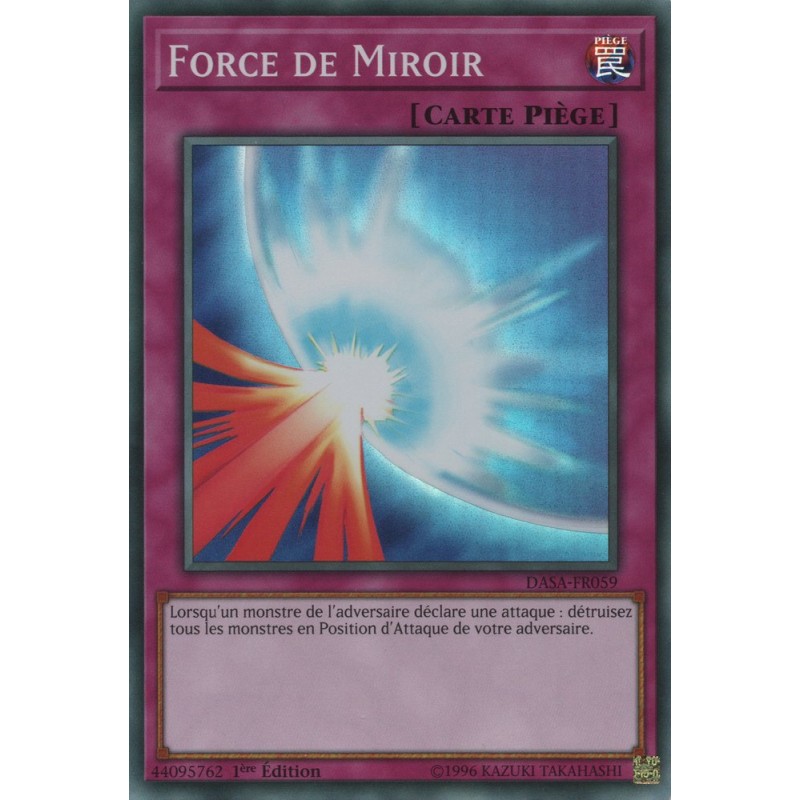 Force de Miroir
PIÈGE
罠
[Carte Piège]
DASA-FR059
Lorsqu'un monstre de l'adversaire déclare une attaque : détruisez
tous les monstres en Position d'Attaque de votre adversaire.
44095762 1ère Édition ©1996 KAZUKI TAKAHASHI